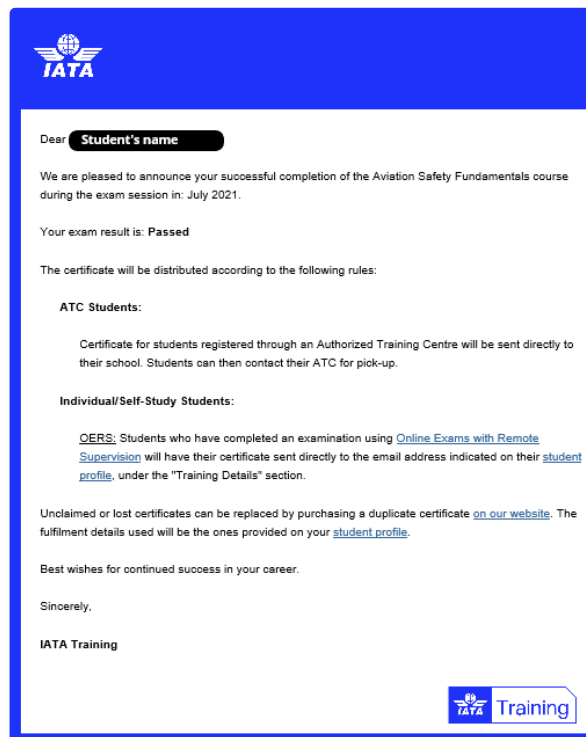 IATA
Dear Student's name
We are pleased to announce your successful completion of the Aviation Safety Fundamentals course
during the exam session in: July 2021.
Your exam result is: Passed
The certificate will be distributed according to the following rules:
ATC Students:
Certificate for students registered through an Authorized Training Centre will be sent directly to
their school. Students can then contact their ATC for pick-up.
Individual/Self-Study Students:
OERS: Students who have completed an examination using Online Exams with Remote
Supervision will have their certificate sent directly to the email address indicated on their student
profile, under the "Training Details" section.
Unclaimed or lost certificates can be replaced by purchasing a duplicate certificate on our website. The
fulfilment details used will be the ones provided on your student profile.
Best wishes for continued success in your career.
Sincerely,
IATA Training
IATA Training